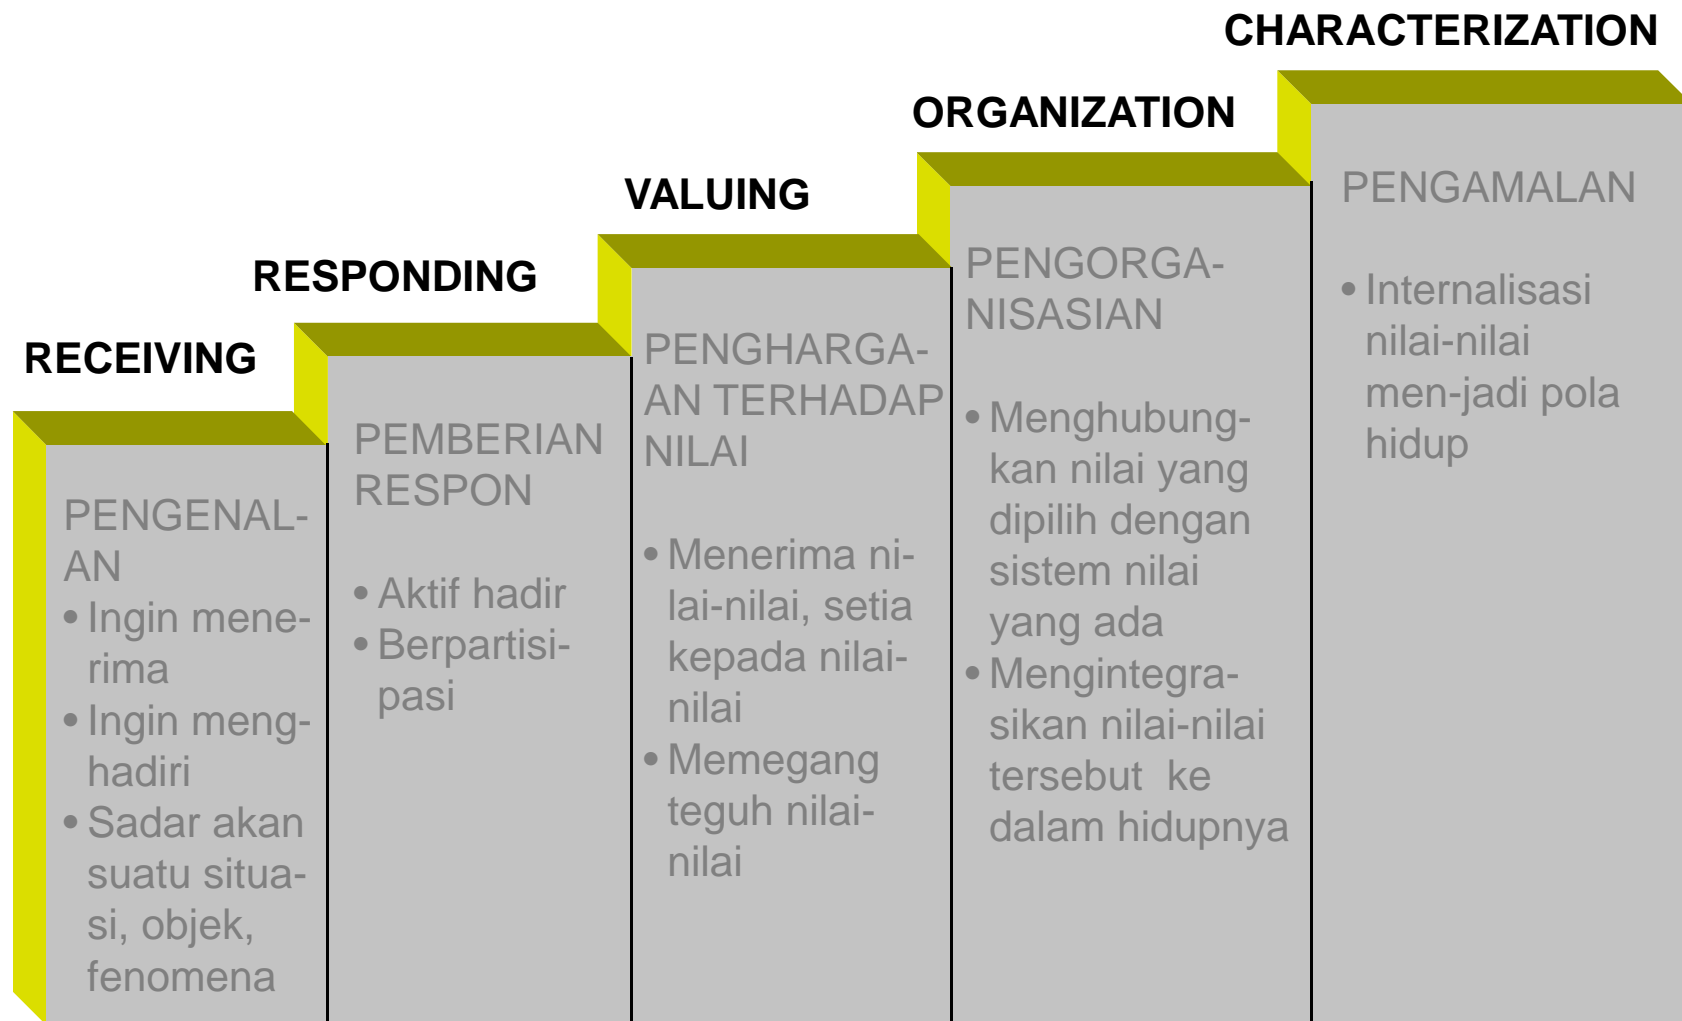 RECEIVING
PENGENAL-
AN
• Ingin mene-
rima
• Ingin meng-
hadiri
• Sadar akan
suatu situa-
si, objek,
fenomena
RESPONDING
PEMBERIAN
RESPON
• Aktif hadir
• Berpartisi-
pasi
VALUING
PENGHARGA-
AN TERHADAP
NILAI
• Menerima ni-
lai-nilai, setia
kepada nilai-
nilai
• Memegang
teguh nilai-
nilai
ORGANIZATION
PENGORGA-
NISASIAN
• Menghubung-
kan nilai yang
dipilih dengan
sistem nilai
yang ada
• Mengintegra-
sikan nilai-nilai
tersebut ke
dalam hidupnya
CHARACTERIZATION
PENGAMALAN
• Internalisasi
nilai-nilai
men-jadi pola
hidup